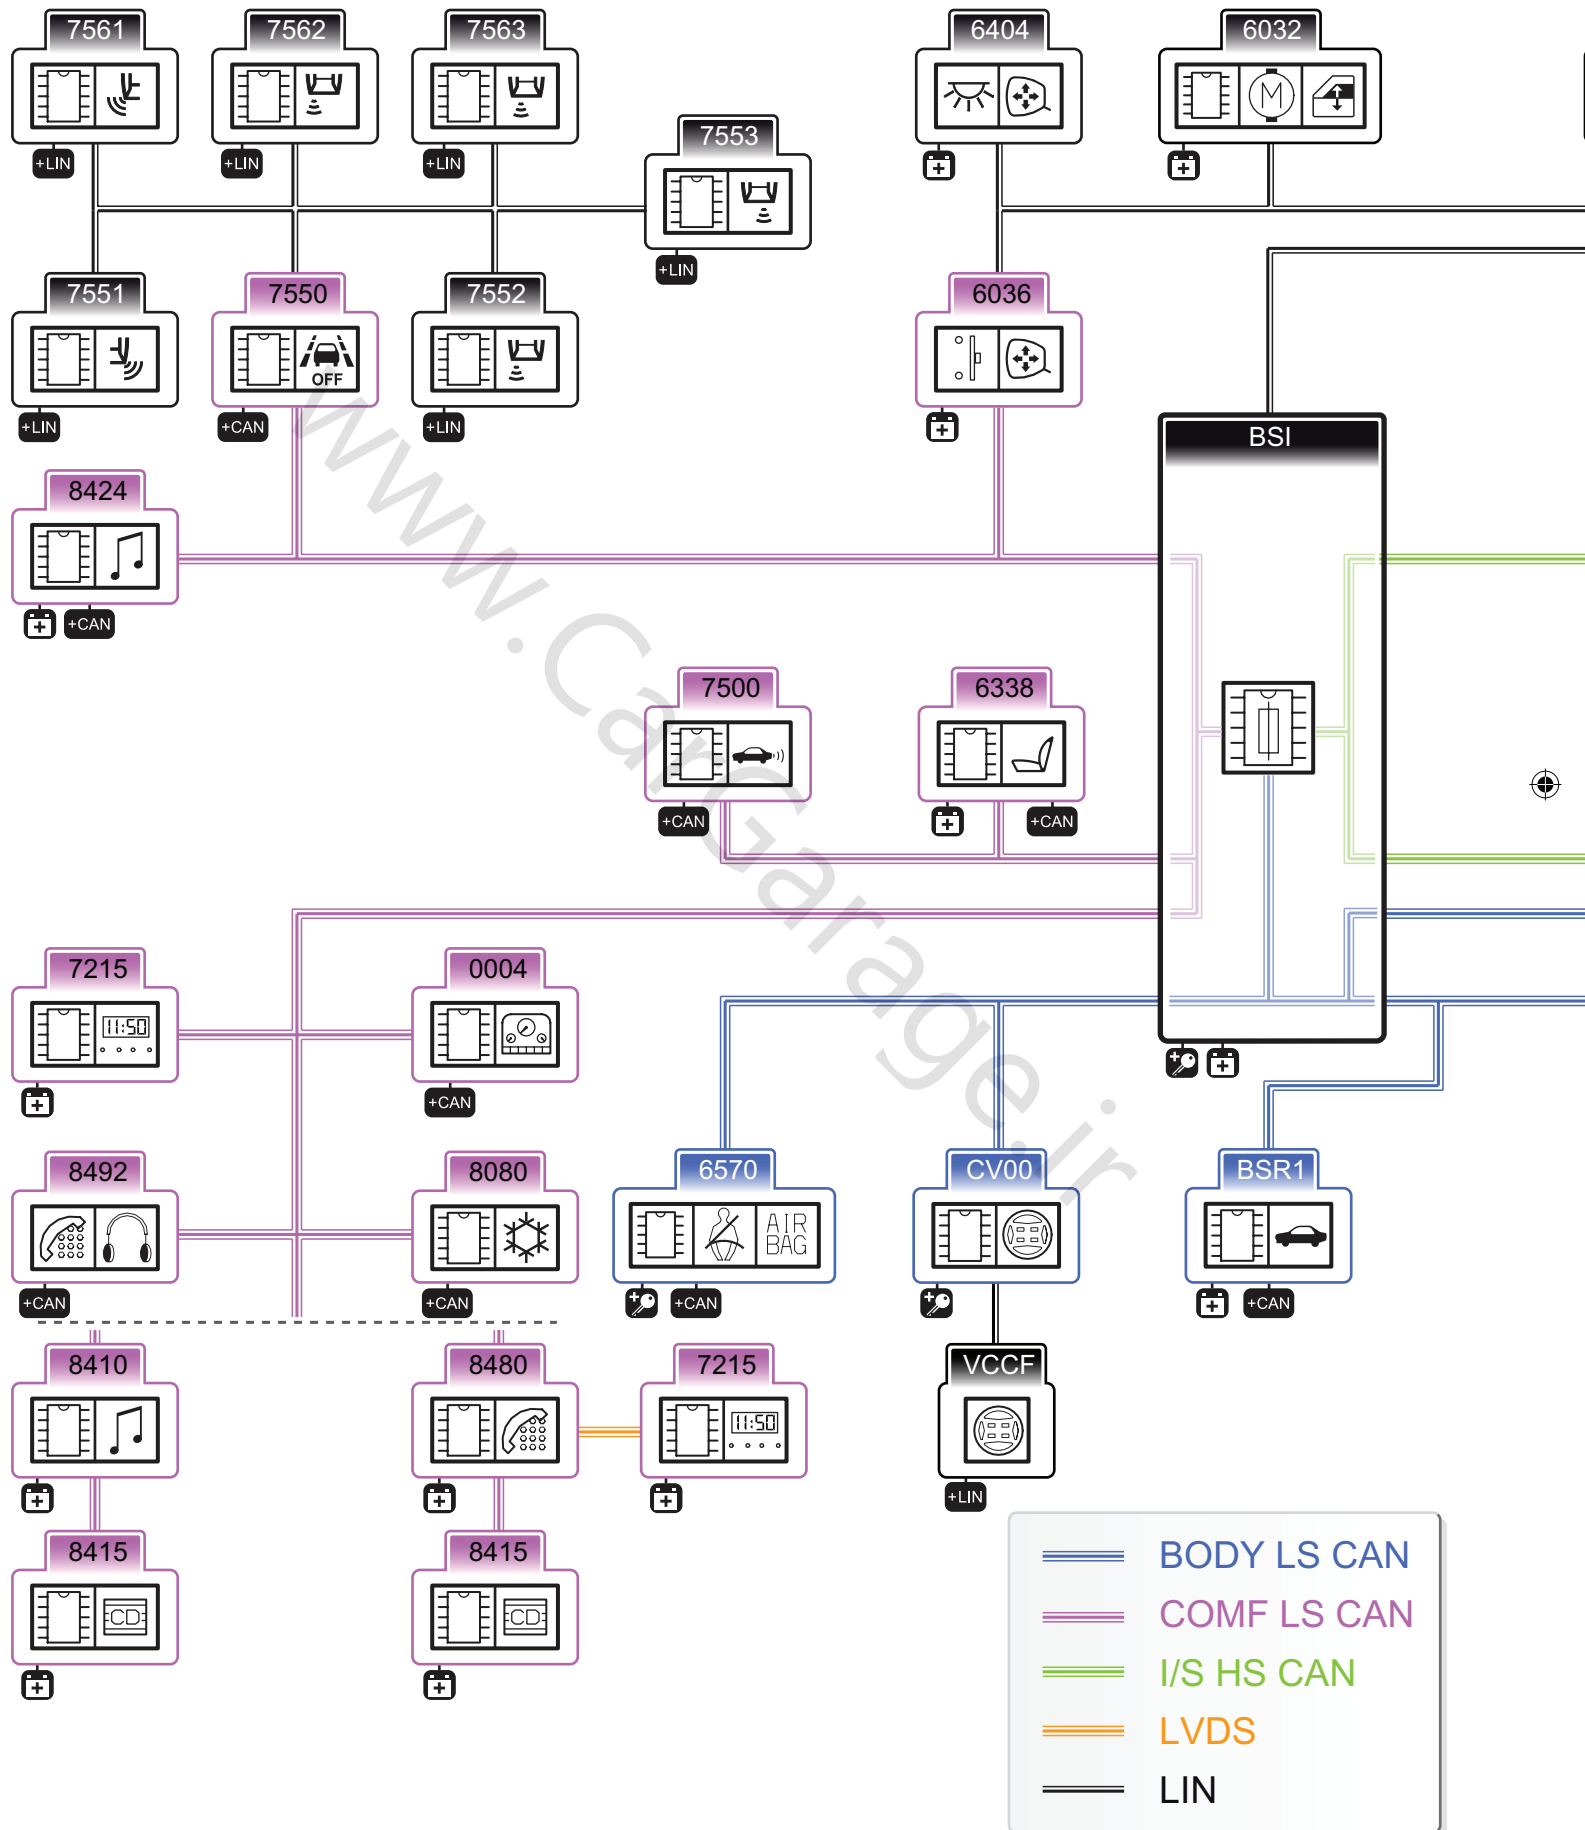 7561
7562
7563
6404
6032
7553
+LIN
+LIN
+LIN
+LIN
7551
7550
7552
6036
OFF
+LIN
+CAN
+LIN
BSI
8424
+CAN
7500
6338
+CAN
+CAN
7215
0004
11:50
+CAN
8492
8080
6570
CV00
BSR1
AIR
BAG
+CAN
+CAN
+CAN
+CAN
8410
8480
7215
VCCF
11:50
+LIN
8415
8415
CD
CD
BODY LS CAN
COMF LS CAN
I/S HS CAN
LVDS
LIN
M
www.CarGarage.ir